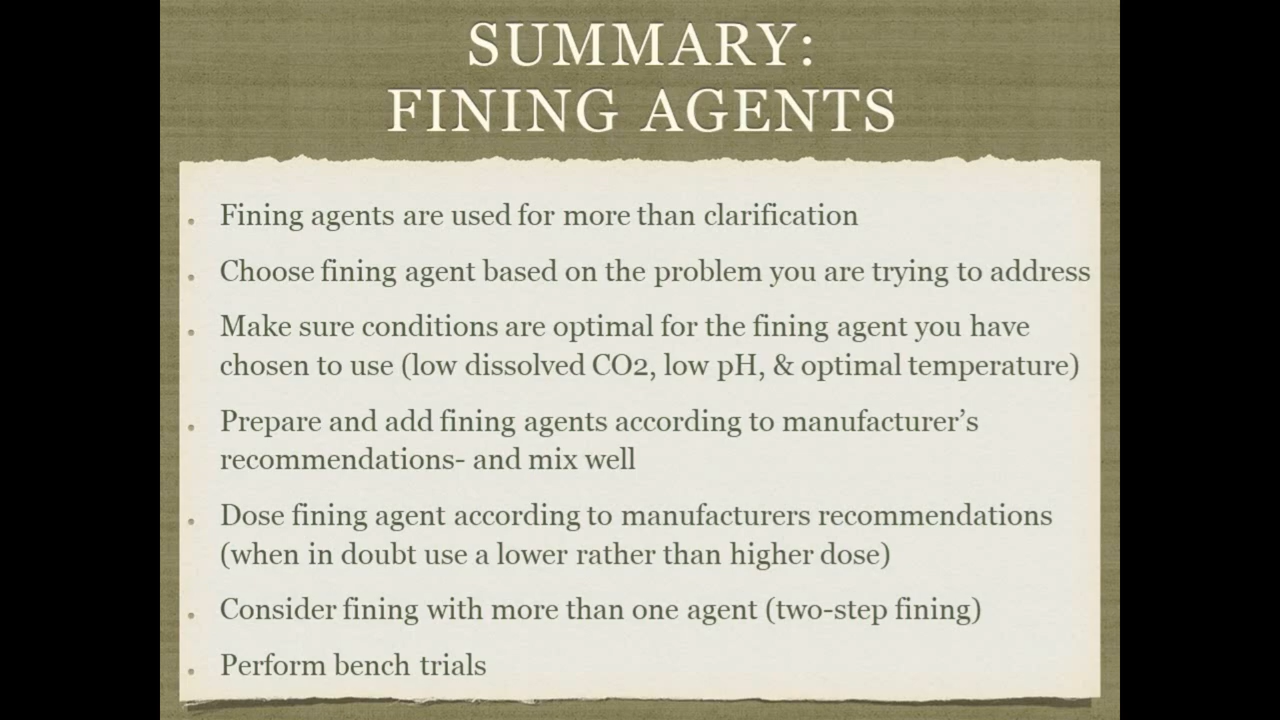 SUMMARY:
FINING AGENTS
Fining agents are used for more than clarification
Choose fining agent based on the problem you are trying to address
Make sure conditions are optimal for the fining agent you have
chosen to use (low dissolved CO2, low pH, & optimal temperature)
Prepare and add fining agents according to manufacturer’s
recommendations- and mix well
Dose fining agent according to manufacturers recommendations
(when in doubt use a lower rather than higher dose)
Consider fining with more than one agent (two-step fining)
Perform bench trials